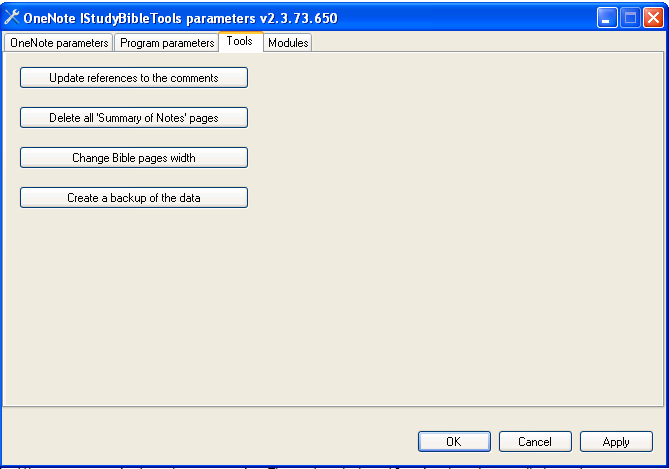 OneNote IStudyBibleTools parameters v2.3.73.650
OneNote parameters Program parameters Tools Modules
Update references to the comments
Delete all 'Summary of Notes' pages
Change Bible pages width
Create a backup of the data
OK Cancel Apply